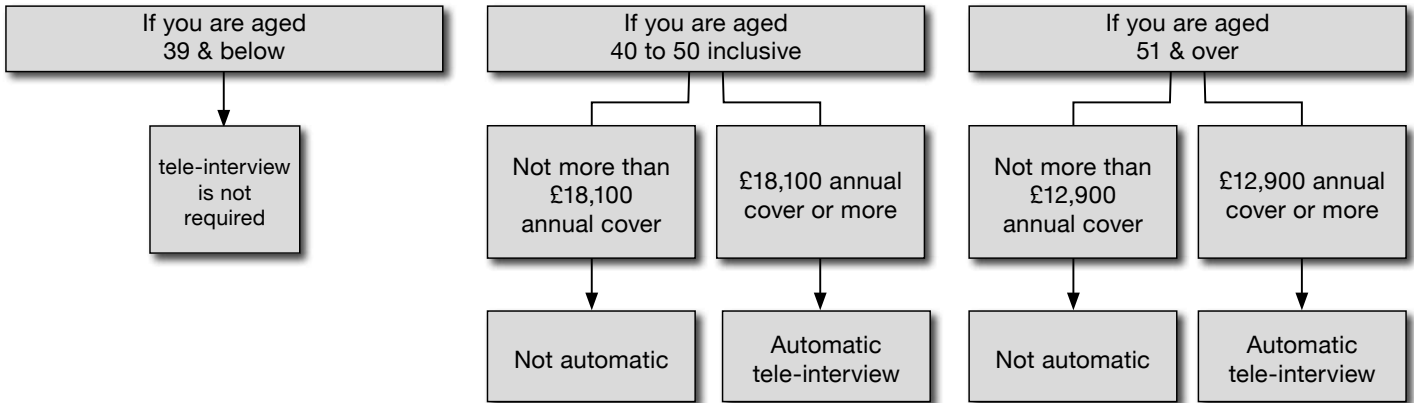 If you are aged
39 & below
tele-interview
is not
required
If you are aged
40 to 50 inclusive
Not more than
£18,100
annual cover
£18,100 annual
cover or more
Not automatic
Automatic
tele-interview
If you are aged
51 & over
Not more than
£12,900
annual cover
£12,900 annual
cover or more
Not automatic
Automatic
tele-interview